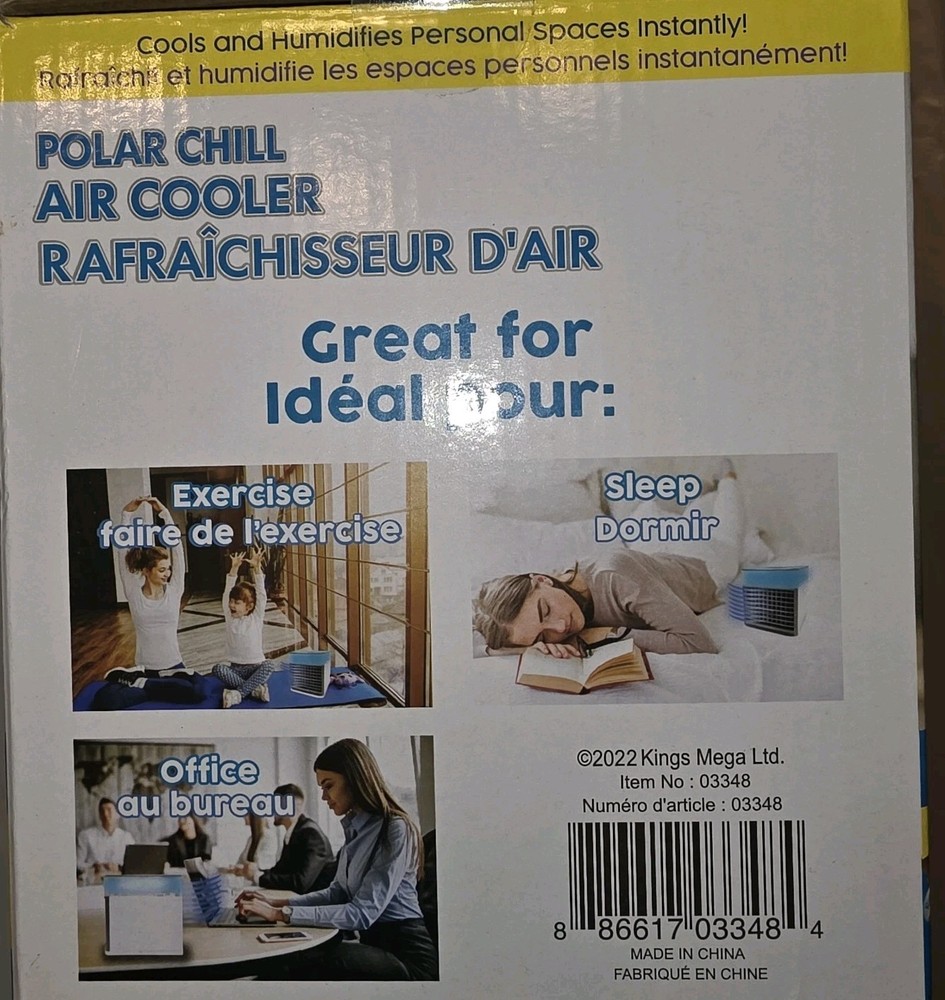 Cools and Humidifies Personal Spaces Instantly!
Rafraîchit et humidifie les espaces personnels instantanément!
POLAR CHILL
AIR COOLER
RAFRAÎCHISSEUR D'AIR
Great for
Idéal pour:
Exercise
faire de l'exercise
Sleep
Dormir
Office
au bureau
©2022 Kings Mega Ltd.
Item No : 03348
Numéro d'article : 03348
8 86617 03348 4
MADE IN CHINA
FABRIQUÉ EN CHINE